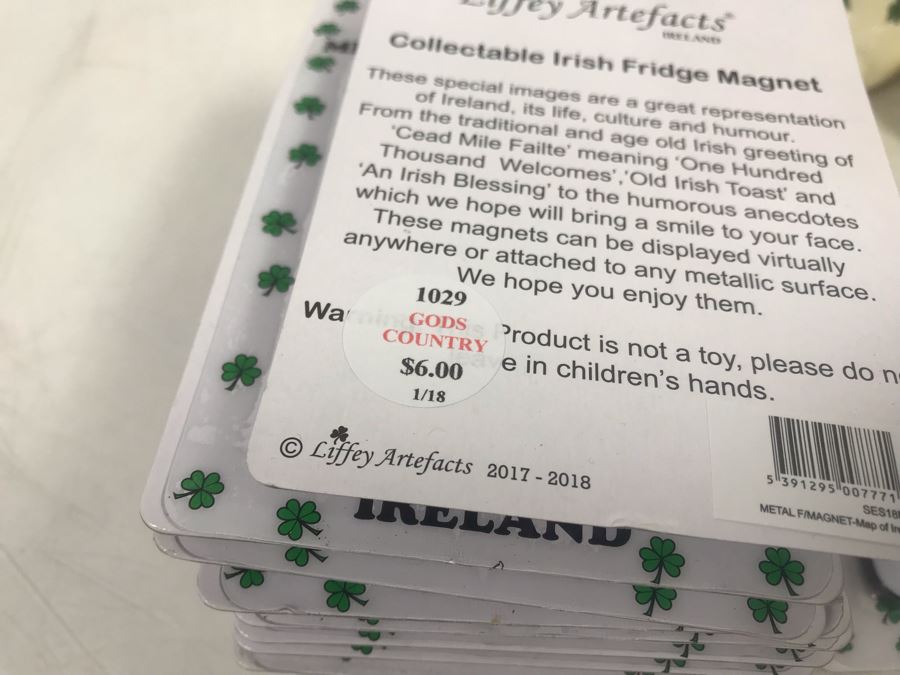 Liffey Artefacts®
IRELAND
Collectable Irish Fridge Magnet
These special images are a great representation
of Ireland, its life, culture and humour.
From the traditional and age old Irish greeting of
'Cead Mile Failte' meaning 'One Hundred
Thousand Welcomes','Old Irish Toast' and
'An Irish Blessing' to the humorous anecdotes
which we hope will bring a smile to your face.
These magnets can be displayed virtually
anywhere or attached to any metallic surface.
We hope you enjoy them.
Warning: This Product is not a toy, please do n
leave in children's hands.
1029
GODS
COUNTRY
$6.00
1/18
© Liffey Artefacts 2017 - 2018
5 391295 007771
SES18
METAL F/MAGNET-Map of Ire
IRELAND